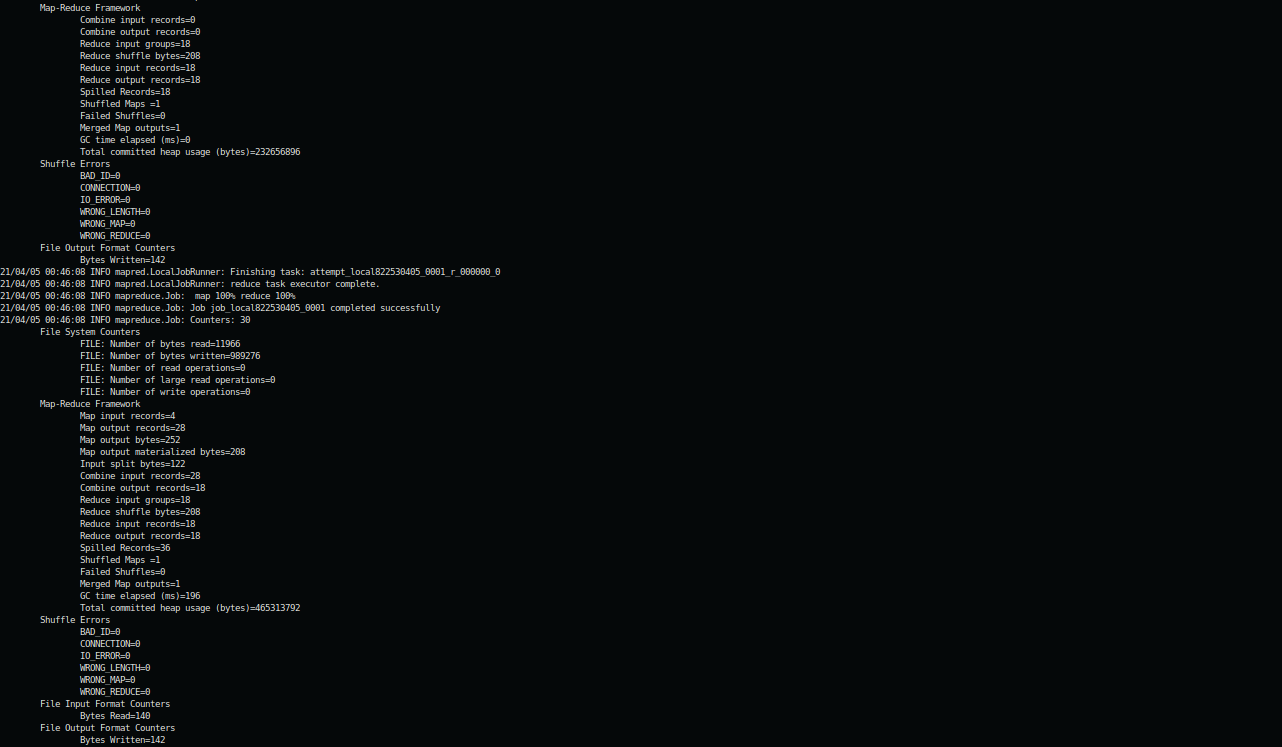 Map-Reduce Framework
Combine input records=0
Combine output records=0
Reduce input groups=18
Reduce shuffle bytes=208
Reduce input records=18
Reduce output records=18
Spilled Records=18
Shuffled Maps =1
Failed Shuffles=0
Merged Map outputs=1
GC time elapsed (ms)=0
Total committed heap usage (bytes)=232656896
Shuffle Errors
BAD_ID=0
CONNECTION=0
IO_ERROR=0
WRONG_LENGTH=0
WRONG_MAP=0
WRONG_REDUCE=0
File Output Format Counters
Bytes Written=142
21/04/05 00:46:08 INFO mapred.LocalJobRunner: Finishing task: attempt_local822530405_0001_r_000000_0
21/04/05 00:46:08 INFO mapred.LocalJobRunner: reduce task executor complete.
21/04/05 00:46:08 INFO mapreduce.Job:  map 100% reduce 100%
21/04/05 00:46:08 INFO mapreduce.Job: Job job_local822530405_0001 completed successfully
21/04/05 00:46:08 INFO mapreduce.Job: Counters: 30
File System Counters
FILE: Number of bytes read=11966
FILE: Number of bytes written=989276
FILE: Number of read operations=0
FILE: Number of large read operations=0
FILE: Number of write operations=0
Map-Reduce Framework
Map input records=4
Map output records=28
Map output bytes=252
Map output materialized bytes=208
Input split bytes=122
Combine input records=28
Combine output records=18
Reduce input groups=18
Reduce shuffle bytes=208
Reduce input records=18
Reduce output records=18
Spilled Records=36
Shuffled Maps =1
Failed Shuffles=0
Merged Map outputs=1
GC time elapsed (ms)=196
Total committed heap usage (bytes)=465313792
Shuffle Errors
BAD_ID=0
CONNECTION=0
IO_ERROR=0
WRONG_LENGTH=0
WRONG_MAP=0
WRONG_REDUCE=0
File Input Format Counters
Bytes Read=140
File Output Format Counters
Bytes Written=142